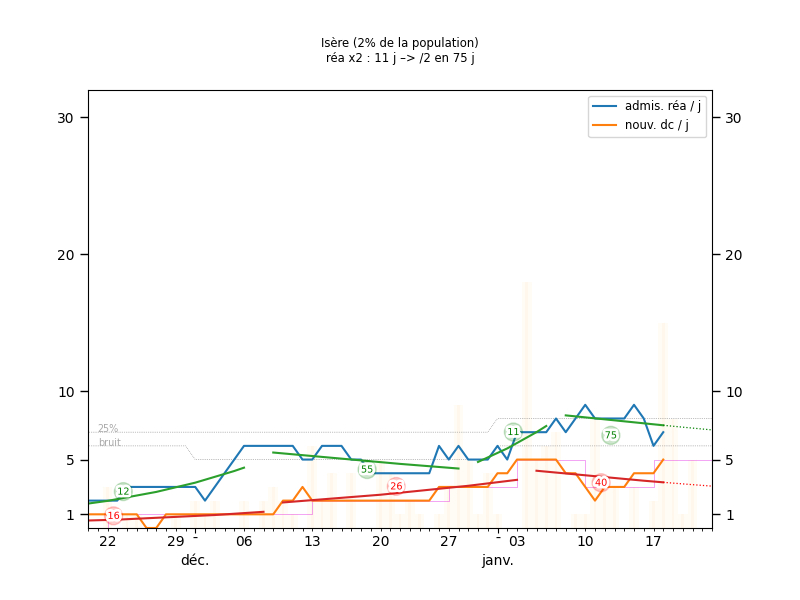 Isère (2% de la population)
réa x2 : 11 j –> /2 en 75 j
admis. réa / j
nouv. dc / j
30 30
20 20
10 10
5 5
1 1
25%
bruit
12
16
55
26
11
75
40
22 29 - 06 13 20 27 - 03 10 17
déc. janv.